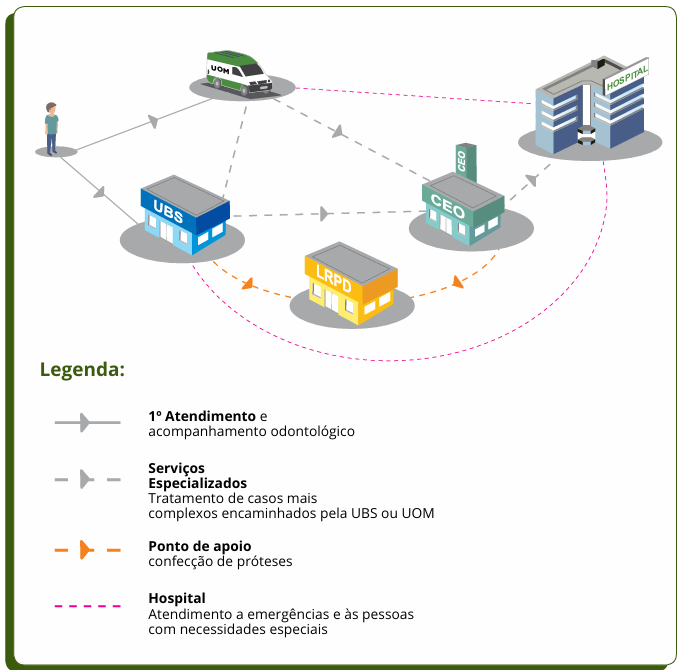 UOM
HOSPITAL
CEO
UBS
CEO
LRPD
Legenda:
1º Atendimento e
acompanhamento odontológico
Serviços
Especializados
Tratamento de casos mais
complexos encaminhados pela UBS ou UOM
Ponto de apoio
confecção de próteses
Hospital
Atendimento a emergências e às pessoas
com necessidades especiais